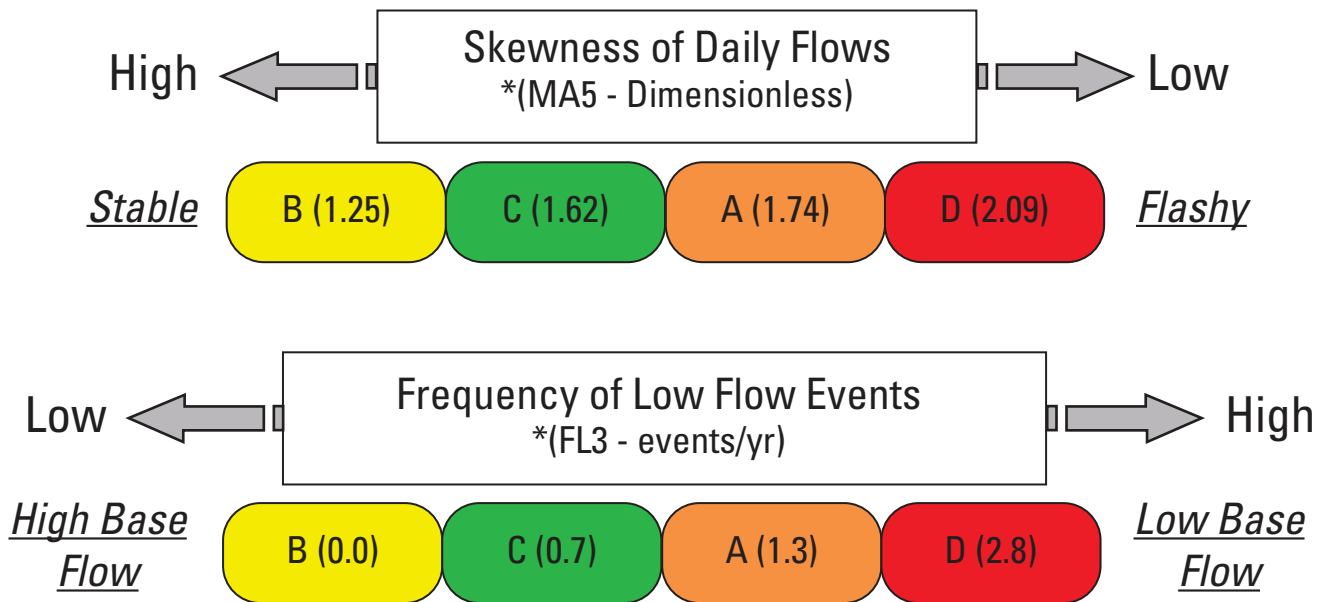 Skewness of Daily Flows
*(MA5 - Dimensionless)
High
Low
Stable
B (1.25)
C (1.62)
A (1.74)
D (2.09)
Flashy
Frequency of Low Flow Events
*(FL3 - events/yr)
Low
High
High Base
Flow
B (0.0)
C (0.7)
A (1.3)
D (2.8)
Low Base
Flow